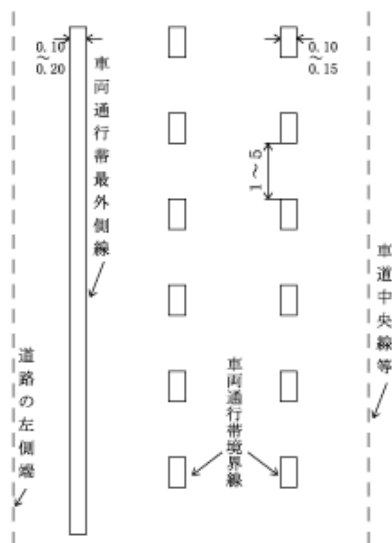 0.10
~
0.20
車両通行帯最外側線
0.10
~
0.15
1~5
車道中央線等
道路の左側端
車両通行帯境界線